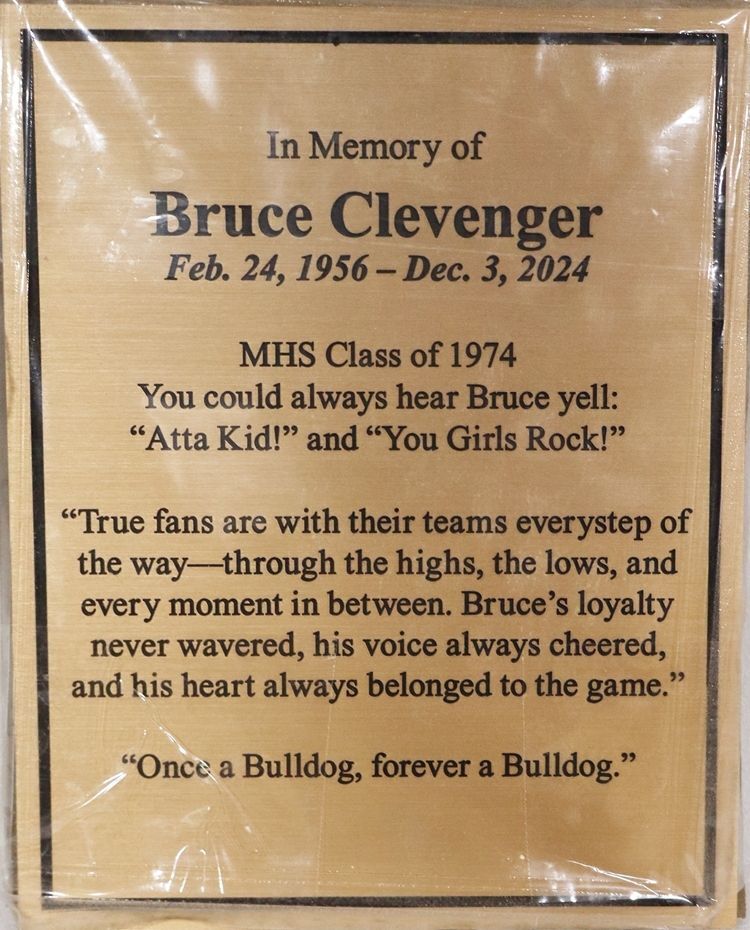 In Memory of
Bruce Clevenger
Feb. 24, 1956 – Dec. 3, 2024
MHS Class of 1974
You could always hear Bruce yell:
“Atta Kid!” and “You Girls Rock!”
“True fans are with their teams everystep of
the way—through the highs, the lows, and
every moment in between. Bruce’s loyalty
never wavered, his voice always cheered,
and his heart always belonged to the game.”
“Once a Bulldog, forever a Bulldog.”